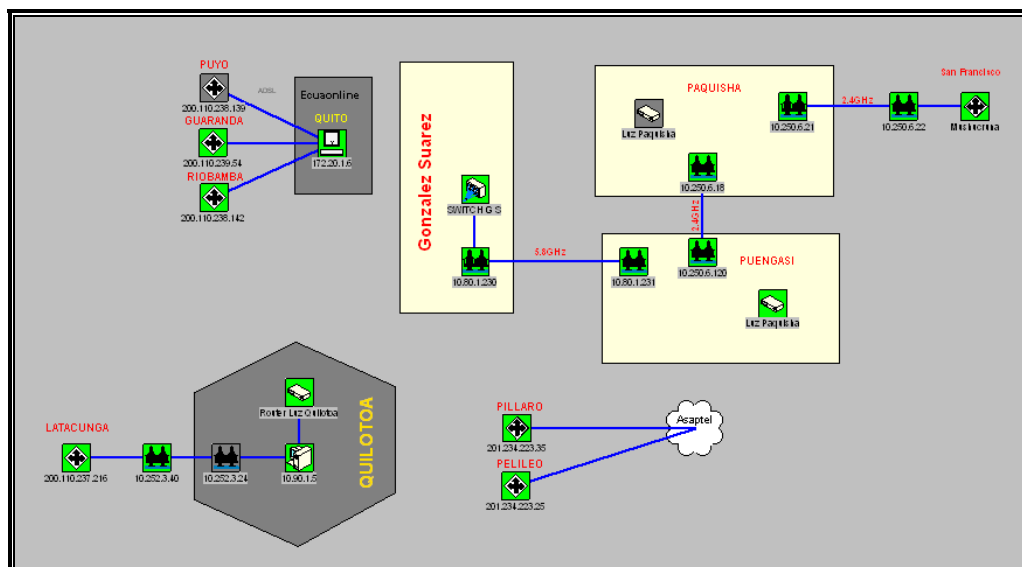 PUYO
200.110.238.139
ADSL
GUARANDA
200.110.239.54
RIOBAMBA
200.110.238.142
Ecuaonline
QUITO
172.20.1.6
Gonzalez Suarez
SWITCH G S
10.80.1.230
5.8GHz
PAQUISHA
Luz Paquisha
10.250.6.21
2.4GHz
10.250.6.22
San Francisco
Mushucruna
10.250.6.18
2.4GHz
10.250.6.120
PUENGASI
10.80.1.231
Luz Paquisha
LATACUNGA
200.110.237.216
10.252.3.40
10.252.3.24
Router Luz Quilotoa
10.90.1.5
QUILOTOA
PILLARO
201.234.223.35
PELILEO
201.234.223.25
Asaptel